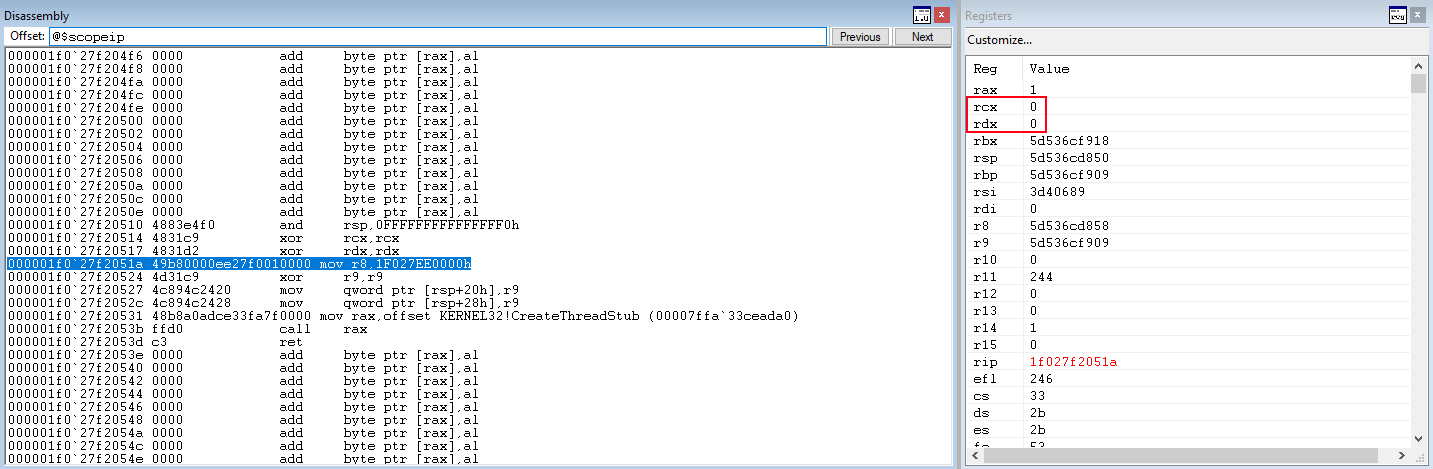 Disassembly
Offset: @$scopeip Previous Next
000001f0`27f204f6 0000 add byte ptr [rax],al
000001f0`27f204f8 0000 add byte ptr [rax],al
000001f0`27f204fa 0000 add byte ptr [rax],al
000001f0`27f204fc 0000 add byte ptr [rax],al
000001f0`27f204fe 0000 add byte ptr [rax],al
000001f0`27f20500 0000 add byte ptr [rax],al
000001f0`27f20502 0000 add byte ptr [rax],al
000001f0`27f20504 0000 add byte ptr [rax],al
000001f0`27f20506 0000 add byte ptr [rax],al
000001f0`27f20508 0000 add byte ptr [rax],al
000001f0`27f2050a 0000 add byte ptr [rax],al
000001f0`27f2050c 0000 add byte ptr [rax],al
000001f0`27f2050e 0000 add byte ptr [rax],al
000001f0`27f20510 4883e4f0 and rsp,0FFFFFFFFFFFFFFF0h
000001f0`27f20514 4831c9 xor rcx,rcx
000001f0`27f20517 4831d2 xor rdx,rdx
000001f0`27f2051a 49b80000ee27f0010000 mov r8,1F027EE0000h
000001f0`27f20524 4d31c9 xor r9,r9
000001f0`27f20527 4c894c2420 mov qword ptr [rsp+20h],r9
000001f0`27f2052c 4c894c2428 mov qword ptr [rsp+28h],r9
000001f0`27f20531 48b8a0adce33fa7f0000 mov rax,offset KERNEL32!CreateThreadStub (00007ffa`33ceada0)
000001f0`27f2053b ffd0 call rax
000001f0`27f2053d c3 ret
000001f0`27f2053e 0000 add byte ptr [rax],al
000001f0`27f20540 0000 add byte ptr [rax],al
000001f0`27f20542 0000 add byte ptr [rax],al
000001f0`27f20544 0000 add byte ptr [rax],al
000001f0`27f20546 0000 add byte ptr [rax],al
000001f0`27f20548 0000 add byte ptr [rax],al
000001f0`27f2054a 0000 add byte ptr [rax],al
000001f0`27f2054c 0000 add byte ptr [rax],al
000001f0`27f2054e 0000 add byte ptr [rax],al
Registers
Customize...
Reg Value
rax 1
rcx 0
rdx 0
rbx 5d536cf918
rsp 5d536cd850
rbp 5d536cf909
rsi 3d40689
rdi 0
r8 5d536cd858
r9 5d536cf909
r10 0
r11 244
r12 0
r13 0
r14 1
r15 0
rip 1f027f2051a
efl 246
cs 33
ds 2b
es 2b
fs 53